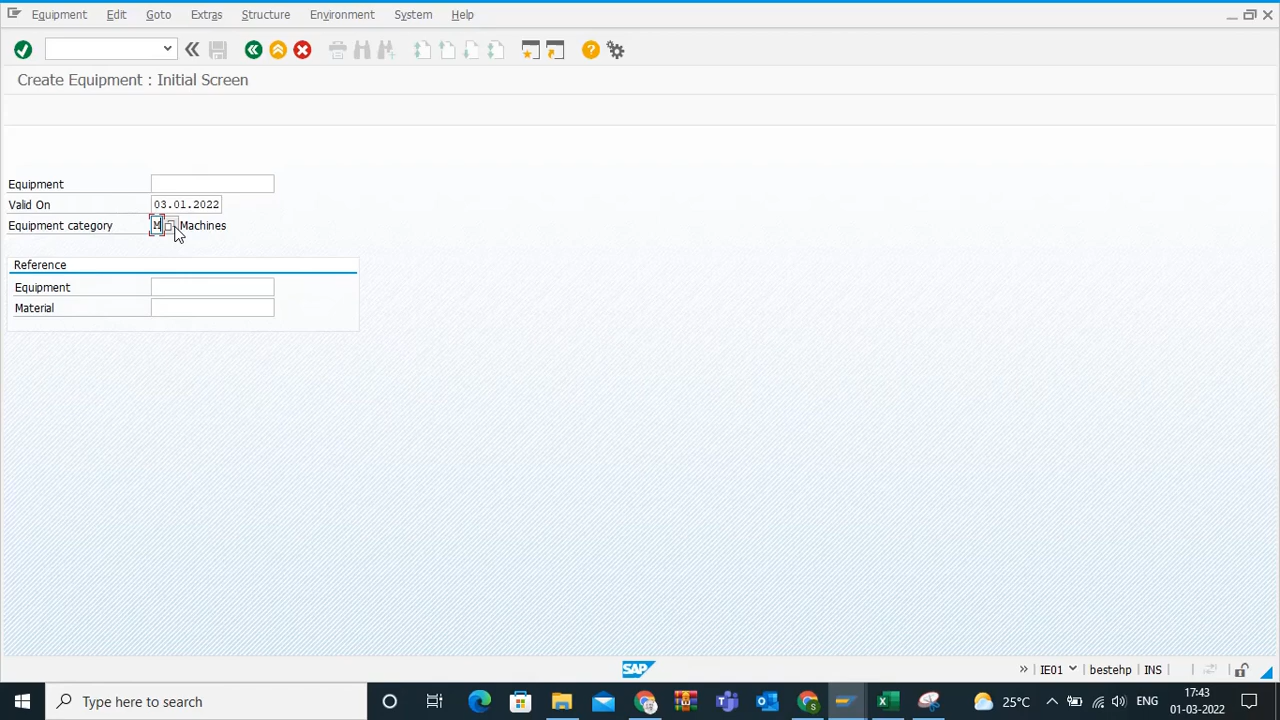 Equipment Edit Goto Extras Structure Environment System Help
Create Equipment : Initial Screen
Equipment
Valid On 03.01.2022
Equipment category M Machines
Reference
Equipment
Material
SAP IE01 bestehp INS
Type here to search 25°C ENG 17:43
01-03-2022